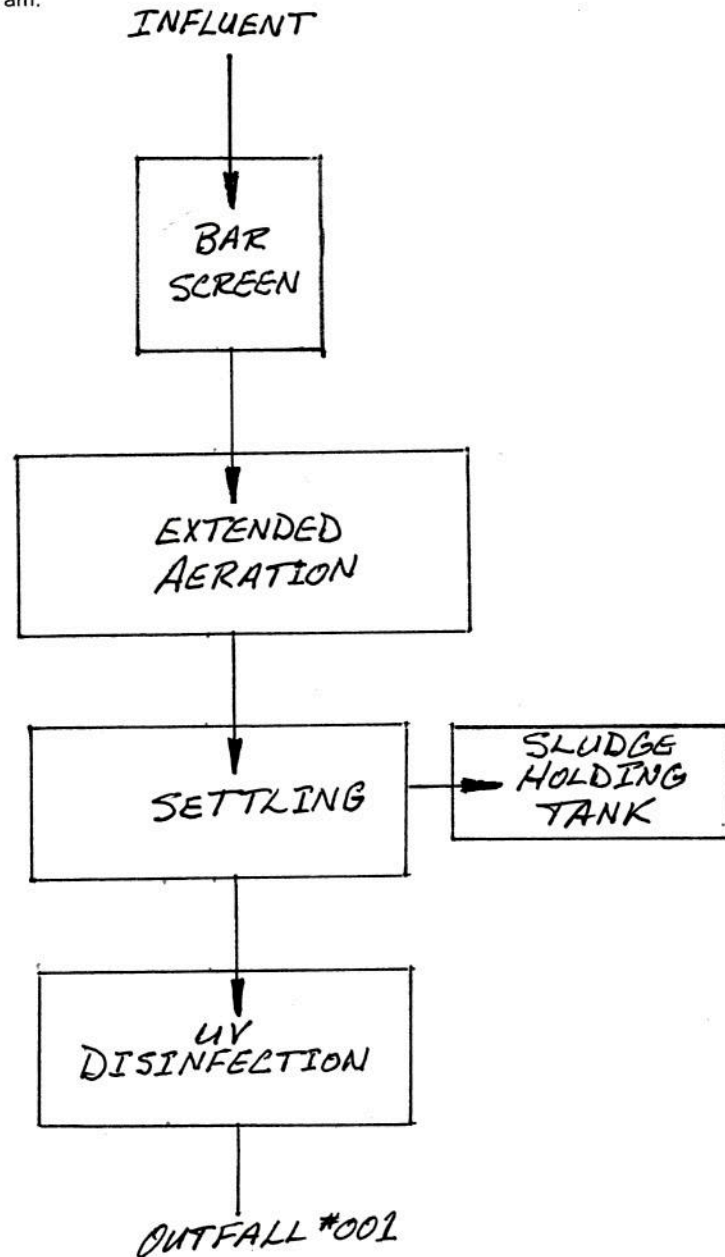 am.
INFLUENT
BAR
SCREEN
EXTENDED
AERATION
SETTLING
SLUDGE
HOLDING
TANK
UV
DISINFECTION
OUTFALL #001